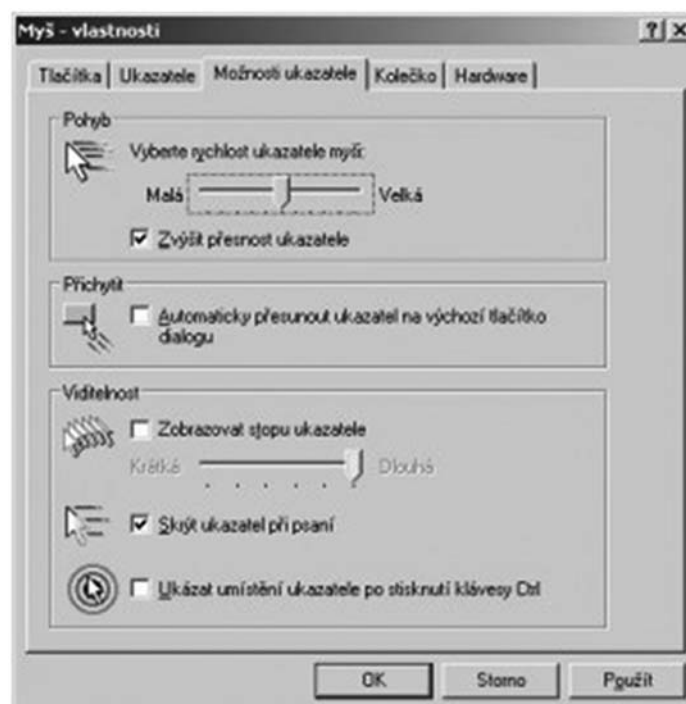 Myš - vlastnosti
Tlačítka Ukazatele Možnosti ukazatele Kolečko Hardware
Pohyb
Vyberte rychlost ukazatele myši:
Malá Velká
Zvýšit přesnost ukazatele
Přichytit
Automaticky přesunout ukazatel na výchozí tlačítko
dialogu
Viditelnost
Zobrazovat stopu ukazatele
Krátká Dlouhá
Skrýt ukazatel při psaní
Ukázat umístění ukazatele po stisknutí klávesy Ctrl
OK Storno Použít